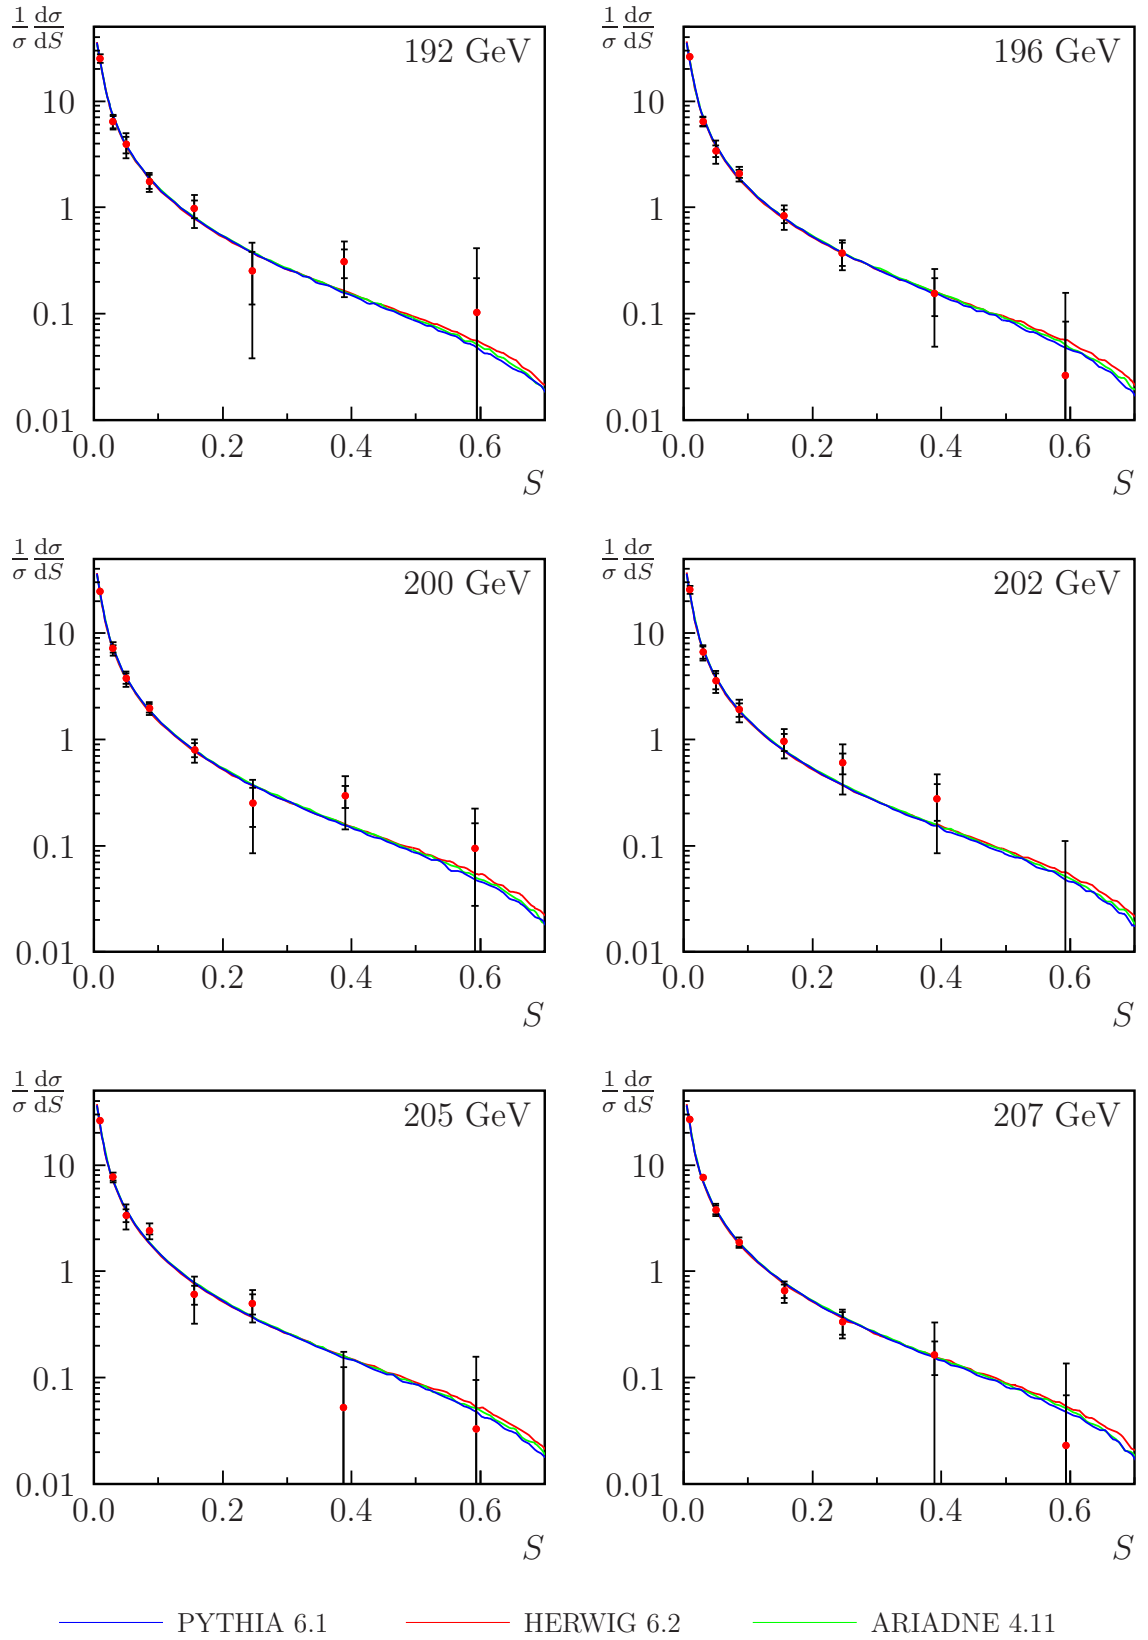 1/σ dσ/dS 192 GeV
10
1
0.1
0.01
0.0 0.2 0.4 0.6
S
1/σ dσ/dS 196 GeV
10
1
0.1
0.01
0.0 0.2 0.4 0.6
S
1/σ dσ/dS 200 GeV
10
1
0.1
0.01
0.0 0.2 0.4 0.6
S
1/σ dσ/dS 202 GeV
10
1
0.1
0.01
0.0 0.2 0.4 0.6
S
1/σ dσ/dS 205 GeV
10
1
0.1
0.01
0.0 0.2 0.4 0.6
S
1/σ dσ/dS 207 GeV
10
1
0.1
0.01
0.0 0.2 0.4 0.6
S
PYTHIA 6.1 HERWIG 6.2 ARIADNE 4.11